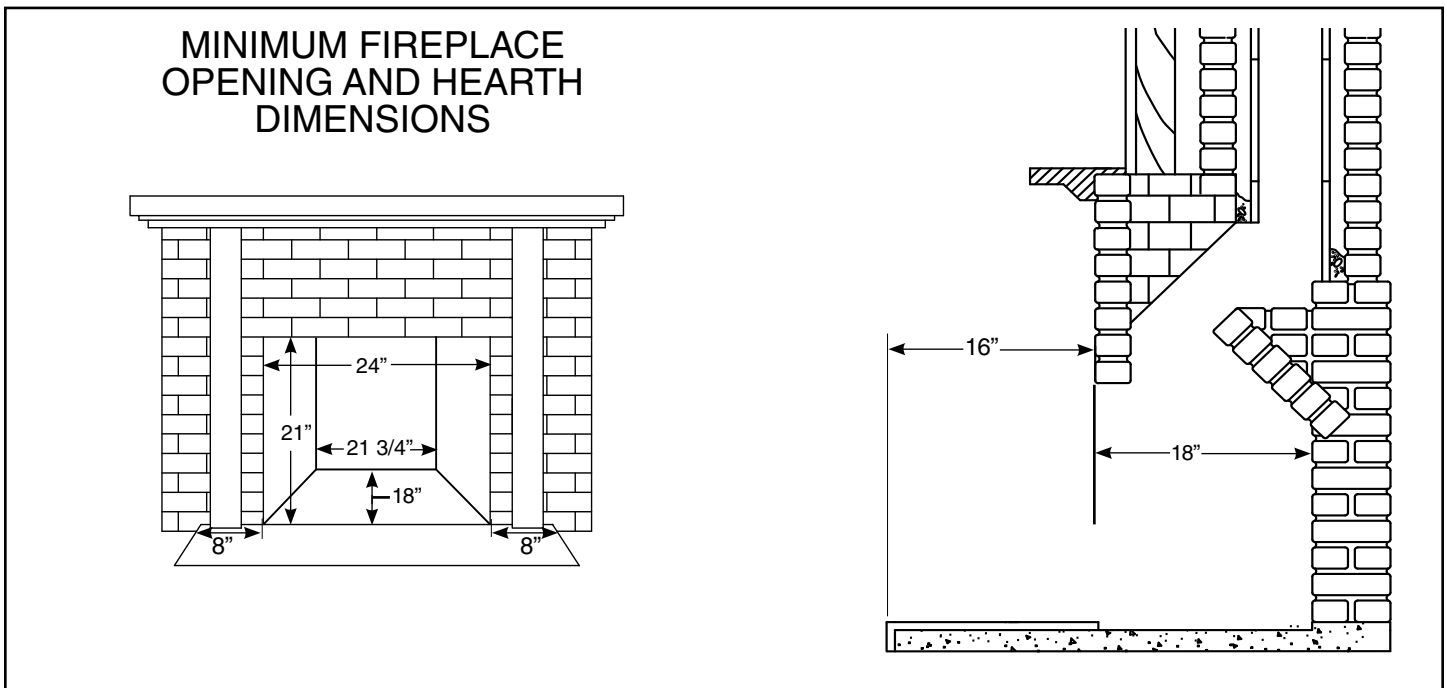 MINIMUM FIREPLACE
OPENING AND HEARTH
DIMENSIONS
24”
21”
21 3/4”
18”
8”
8”
16”
18”